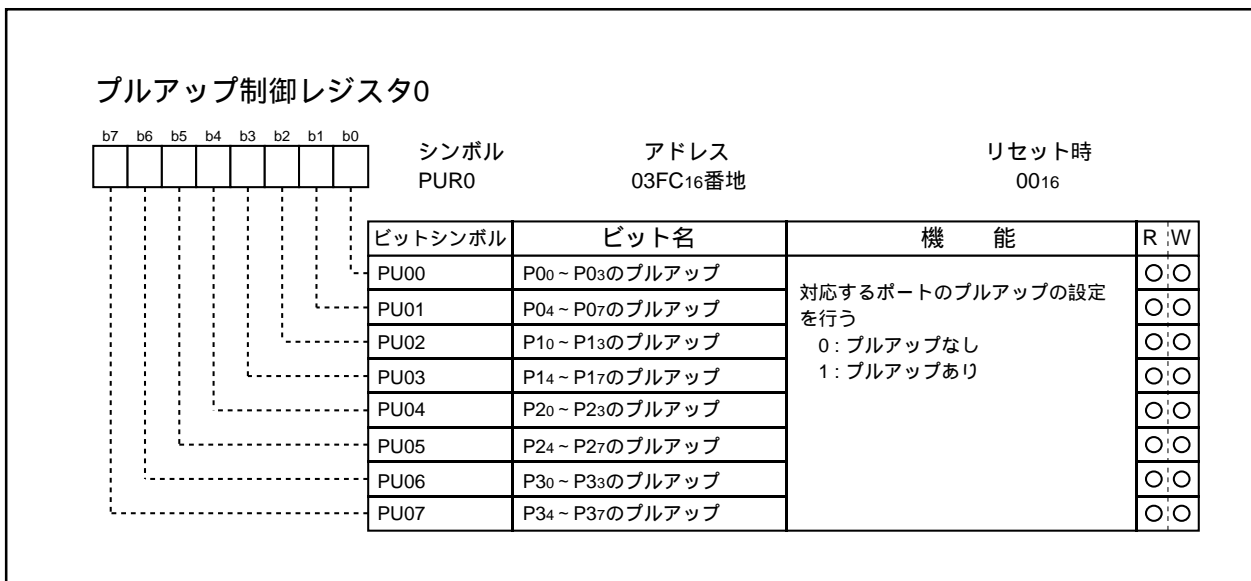 プルアップ制御レジスタ0
b7 b6 b5 b4 b3 b2 b1 b0
シンボル アドレス リセット時
PUR0 03FC16番地 0016
ビットシンボル ビット名 機 能 R W
PU00 P00~P03のプルアップ
PU01 P04~P07のプルアップ
PU02 P10~P13のプルアップ
PU03 P14~P17のプルアップ
PU04 P20~P23のプルアップ
PU05 P24~P27のプルアップ
PU06 P30~P33のプルアップ
PU07 P34~P37のプルアップ
対応するポートのプルアップの設定
を行う
0 : プルアップなし
1 : プルアップあり